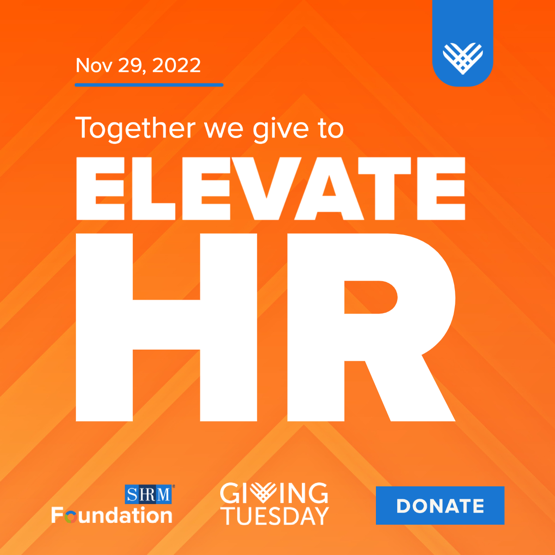 Nov 29, 2022
Together we give to
ELEVATE
HR
SHRM
Foundation
GIVING
TUESDAY
DONATE